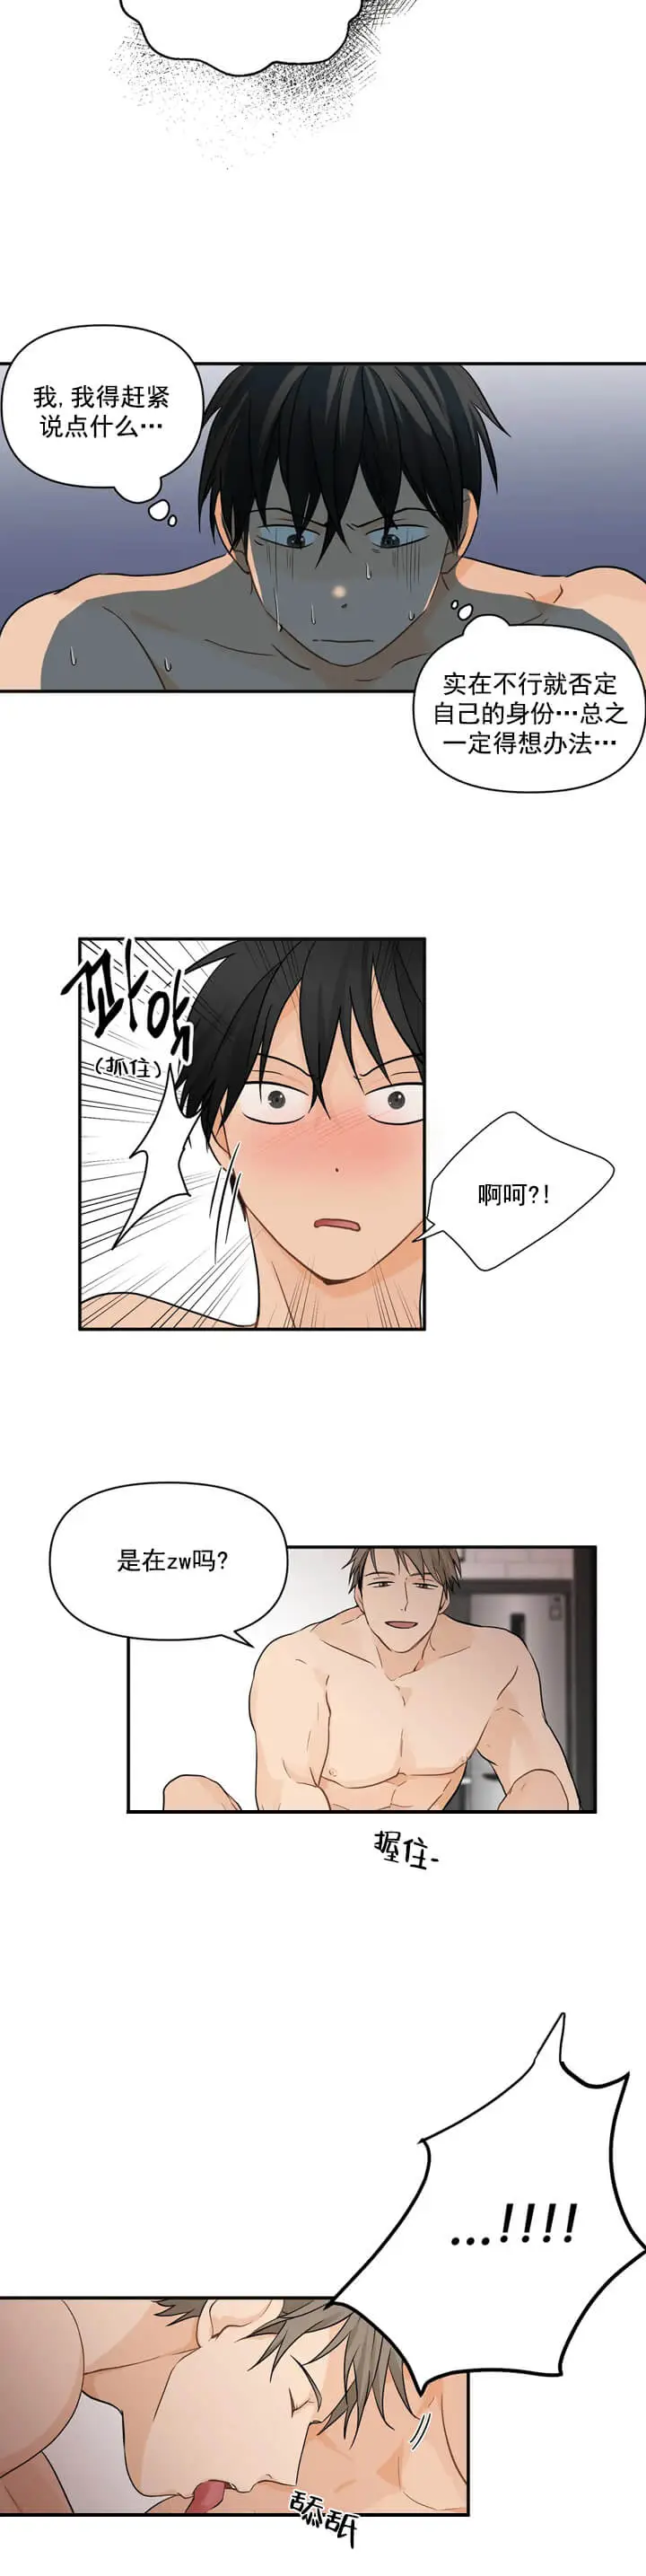 我,我得赶紧
说点什么…
实在不行就否定
自己的身份…总之
一定得想办法…
콰악
(抓住)
啊呵?!
是在zw吗?
握住-
...!!!!
舔舐